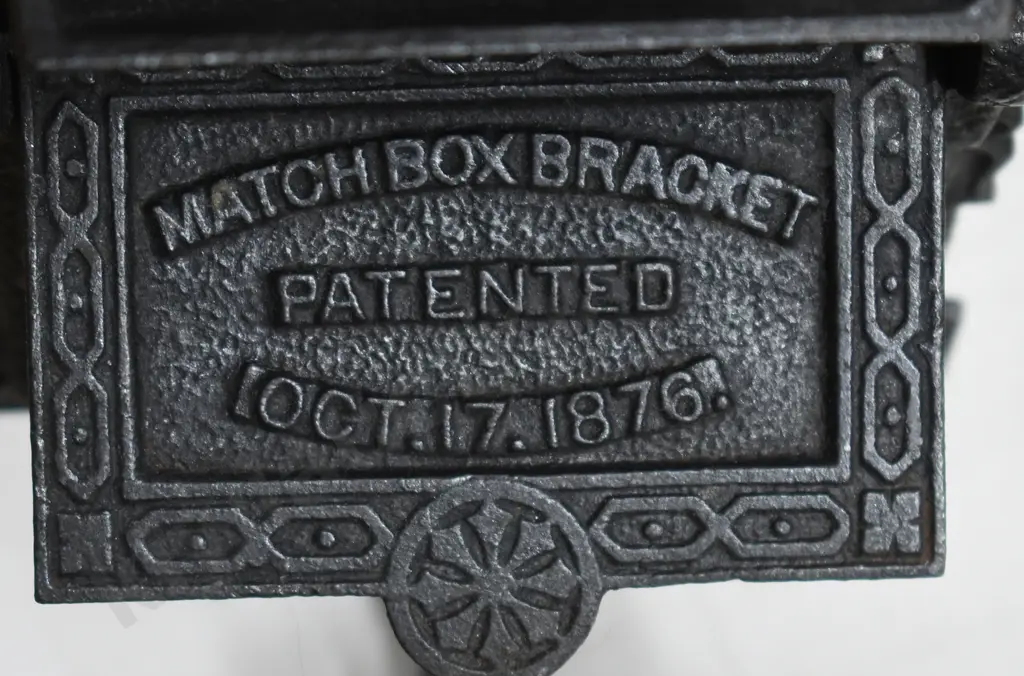 MATCH BOX BRACKET
PATENTED
OCT. 17. 1876.